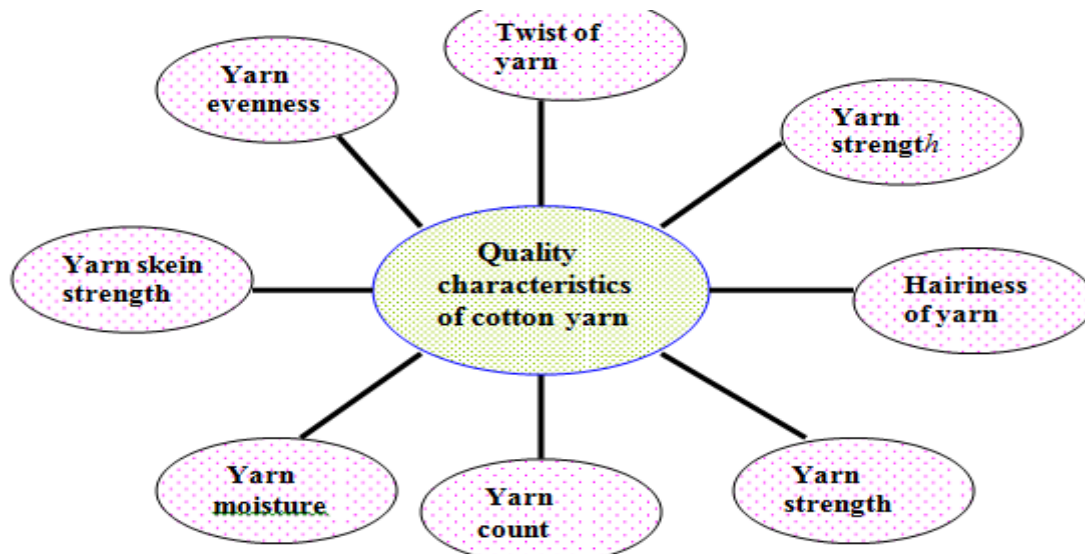 Twist of
yarn
Yarn
evenness
Yarn
strength
Yarn skein
strength
Quality
characteristics
of cotton yarn
Hairiness
of yarn
Yarn
moisture
Yarn
count
Yarn
strength